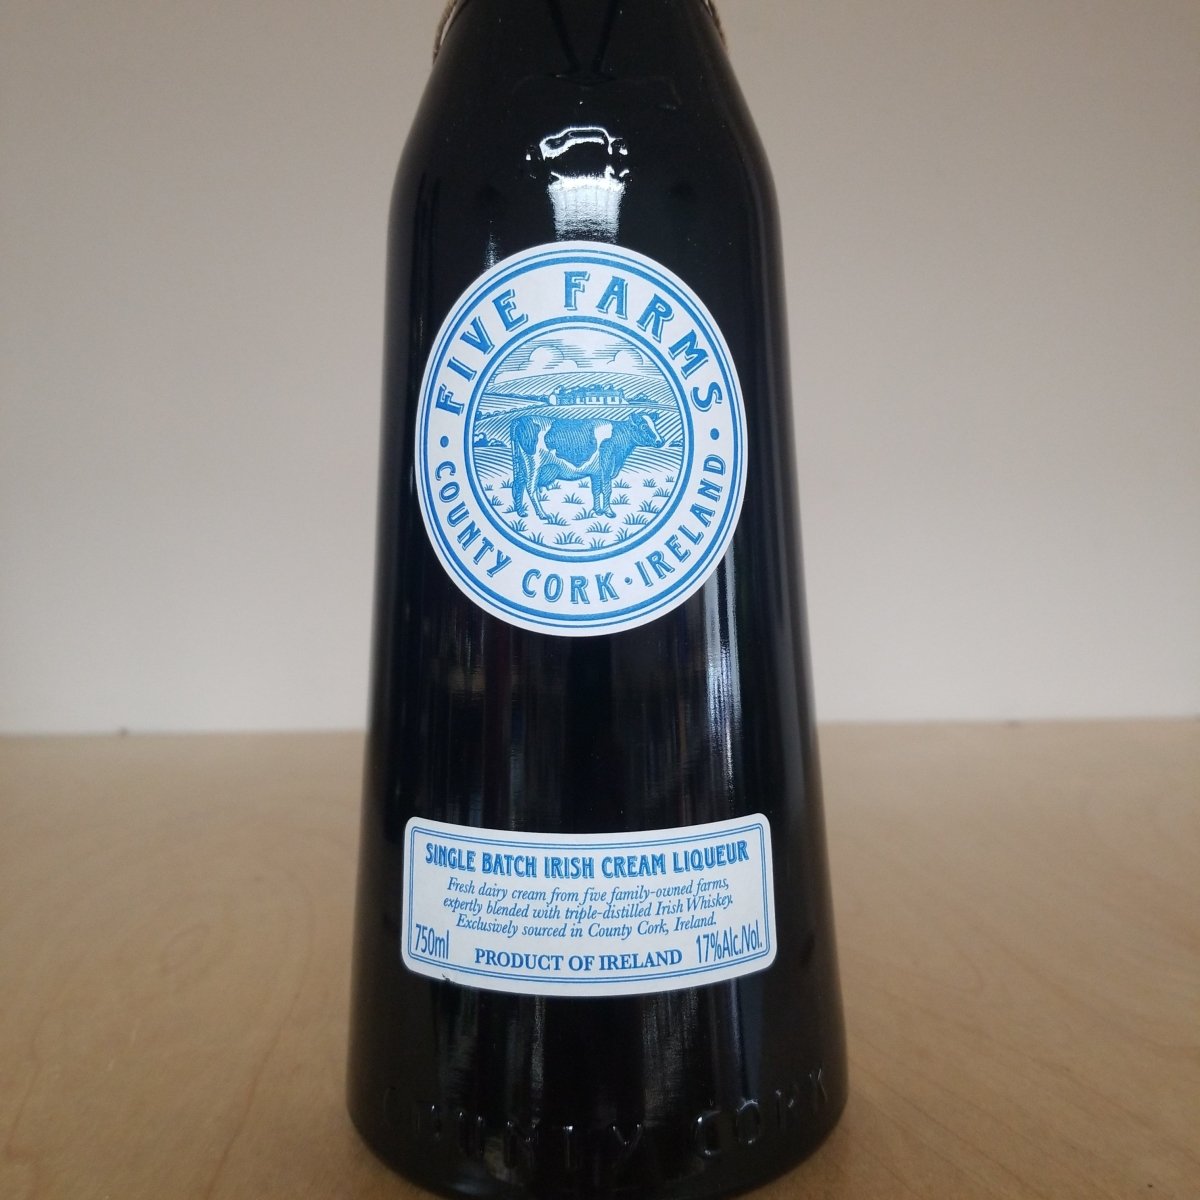 FIVE FARMS
• COUNTY CORK • IRELAND •
SINGLE BATCH IRISH CREAM LIQUEUR
Fresh dairy cream from five family-owned farms,
expertly blended with triple-distilled Irish Whiskey.
Exclusively sourced in County Cork, Ireland.
750ml PRODUCT OF IRELAND 17%Alc./Vol.
COUNTY CORK